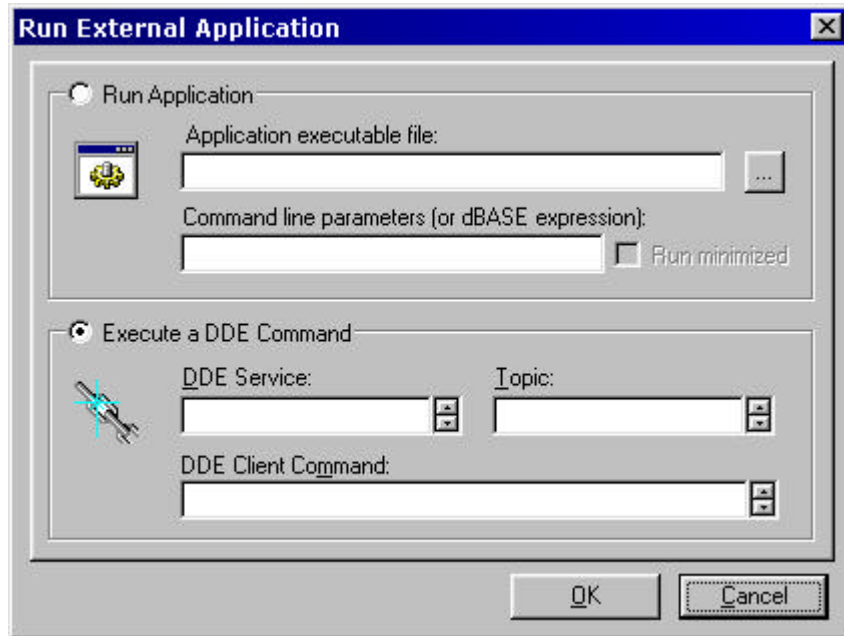 Run External Application
Run Application
Application executable file:
...
Command line parameters (or dBASE expression):
Run minimized
Execute a DDE Command
DDE Service:
Topic:
DDE Client Command:
OK
Cancel